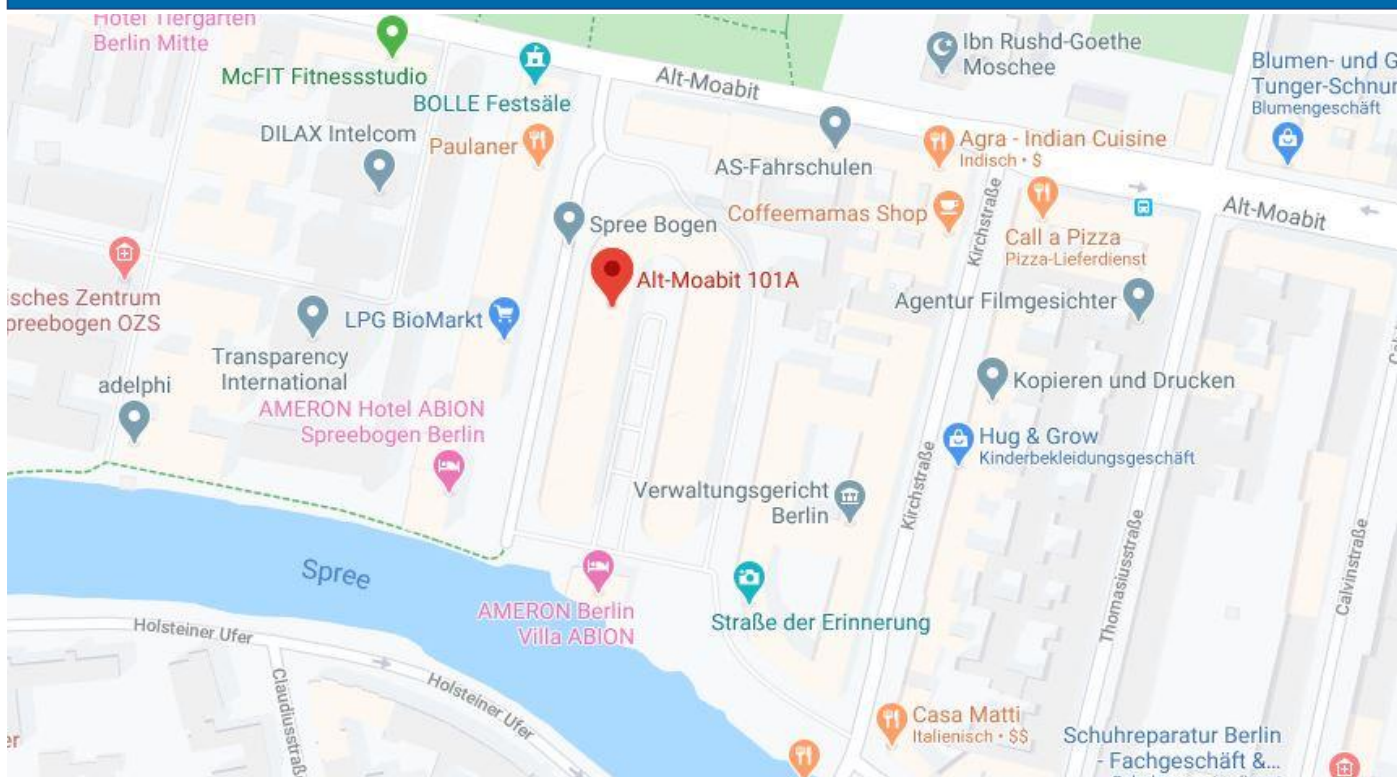 Hotel Tiergarten
Berlin Mitte
McFIT Fitnessstudio
BOLLE Festsäle
Alt-Moabit
Ibn Rushd-Goethe
Moschee
Blumen- und G
Tunger-Schnur
Blumengeschäft
DILAX Intelcom
Paulaner
AS-Fahrschulen
Agra - Indian Cuisine
Indisch • $
Spree Bogen
Coffeemamas Shop
Kirchstraße
Call a Pizza
Pizza-Lieferdienst
Alt-Moabit
isches Zentrum
preebogen OZS
Alt-Moabit 101A
Agentur Filmgesichter
LPG BioMarkt
Transparency
International
adelphi
Kopieren und Drucken
AMERON Hotel ABION
Spreebogen Berlin
Hug & Grow
Kinderbekleidungsgeschäft
Verwaltungsgericht
Berlin
Kirchstraße
Thomasiusstraße
Calvinstraße
Spree
AMERON Berlin
Villa ABION
Straße der Erinnerung
Holsteiner Ufer
Holsteiner Ufer
Claudiusstraß
Casa Matti
Italienisch • $$
Schuhreparatur Berlin
- Fachgeschäft &...
er